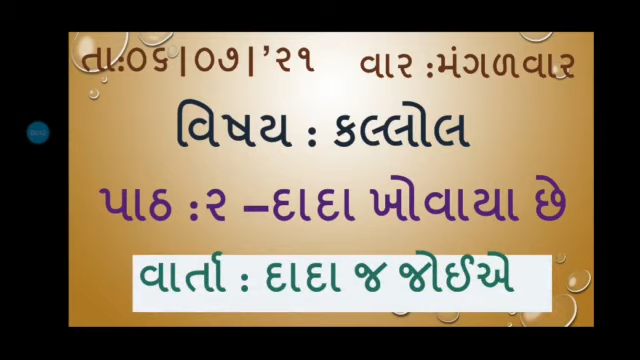 તા:૦૬|૦૭|'૨૧ વાર :મંગળવાર
વિષય : કલ્લોલ
પાઠ :૨ –દાદા ખોવાયા છે
વાર્તા : દાદા જ જોઈએ